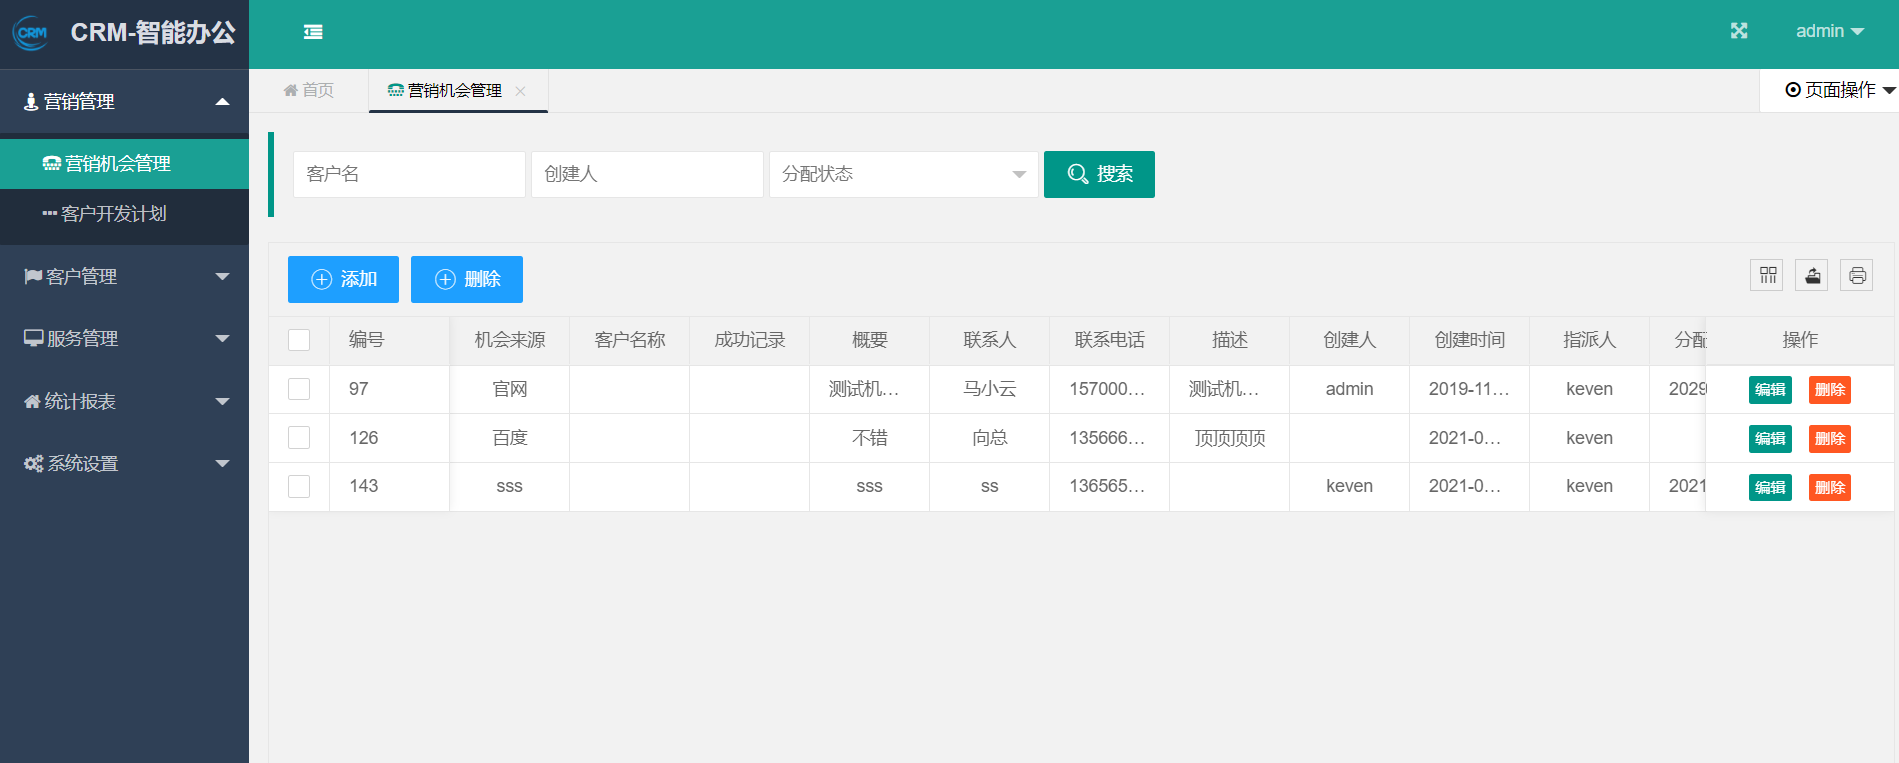 CRM CRM-智能办公
admin
营销管理
营销机会管理
客户开发计划
客户管理
服务管理
统计报表
系统设置
首页 营销机会管理 页面操作
客户名 创建人 分配状态 搜索
添加 删除
编号 机会来源 客户名称 成功记录 概要 联系人 联系电话 描述 创建人 创建时间 指派人 分配 操作
97 官网 测试机… 马小云 157000… 测试机… admin 2019-11… keven 2029 编辑 删除
126 百度 不错 向总 135666… 顶顶顶顶 2021-0… keven 编辑 删除
143 sss sss ss 136565… keven 2021-0… keven 2021 编辑 删除